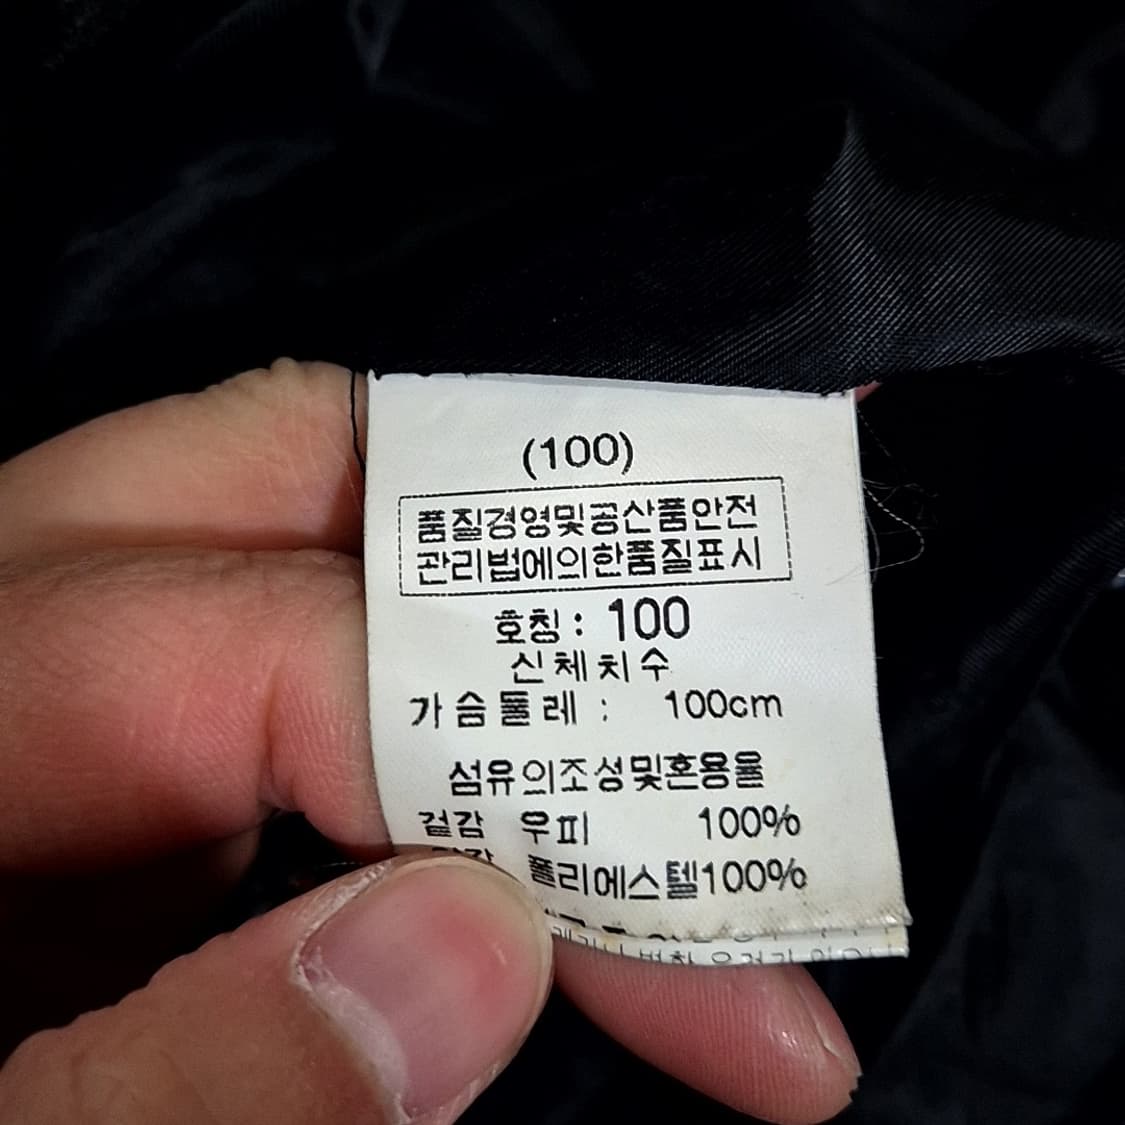 (100)
품질경영및공산품안전
관리법에의한품질표시
호칭 : 100
신체치수
가슴둘레 : 100cm
섬유의조성및혼용율
겉감 우피 100%
폴리에스텔100%